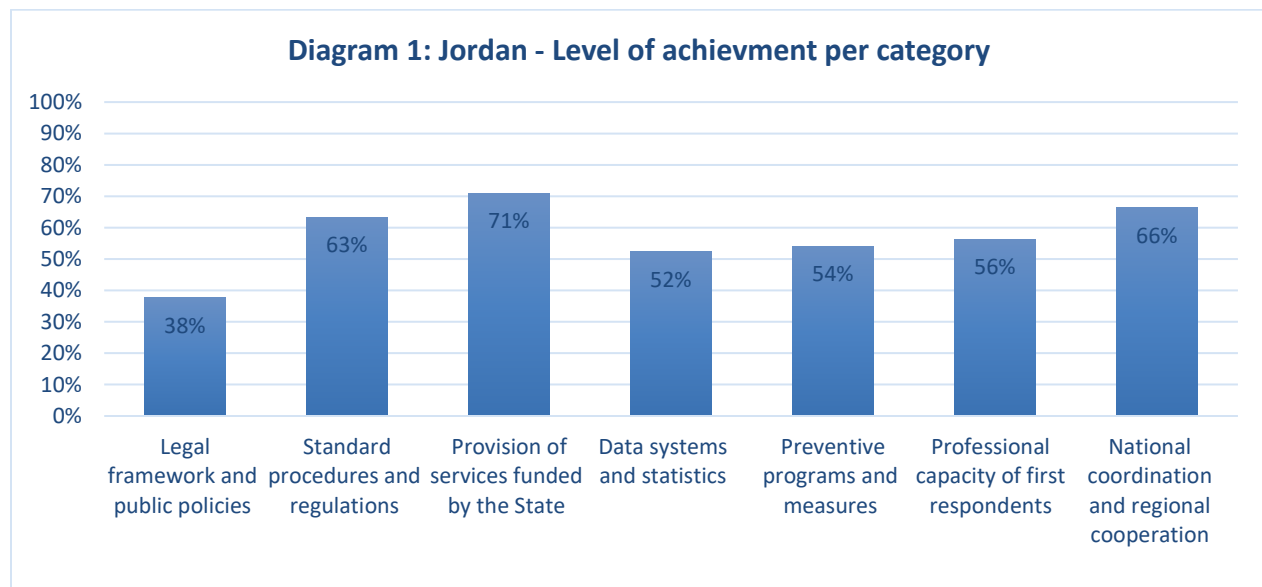 Diagram 1: Jordan - Level of achievment per category
100%
90%
80%
70%
60%
50%
40%
30%
20%
10%
0%
38%
63%
71%
52%
54%
56%
66%
Legal
framework and
public policies
Standard
procedures and
regulations
Provision of
services funded
by the State
Data systems
and statistics
Preventive
programs and
measures
Professional
capacity of first
respondents
National
coordination
and regional
cooperation